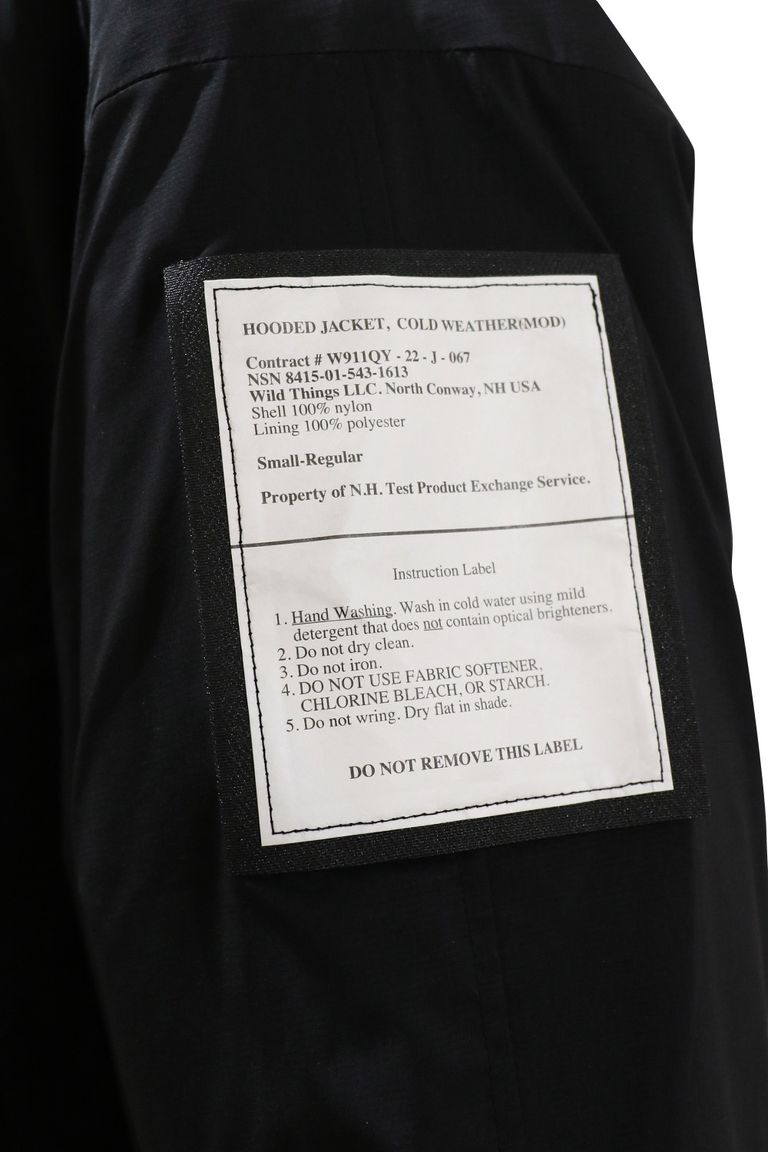 HOODED JACKET, COLD WEATHER(MOD)
Contract # W911QY - 22 - J - 067
NSN 8415-01-543-1613
Wild Things LLC. North Conway, NH USA
Shell 100% nylon
Lining 100% polyester
Small-Regular
Property of N.H. Test Product Exchange Service.
Instruction Label
1. Hand Washing. Wash in cold water using mild
detergent that does not contain optical brighteners.
2. Do not dry clean.
3. Do not iron.
4. DO NOT USE FABRIC SOFTENER,
CHLORINE BLEACH, OR STARCH.
5. Do not wring. Dry flat in shade.
DO NOT REMOVE THIS LABEL